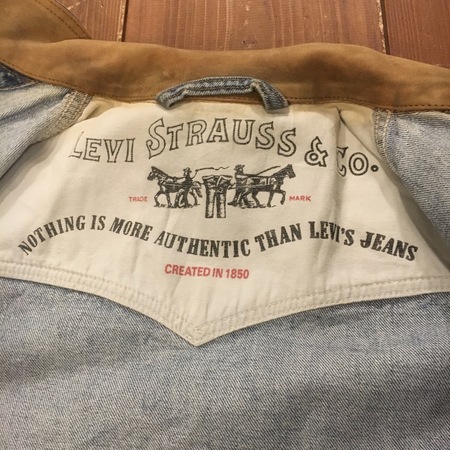 LEVI STRAUSS & CO.
TRADE MARK
NOTHING IS MORE AUTHENTIC THAN LEVI'S JEANS
CREATED IN 1850